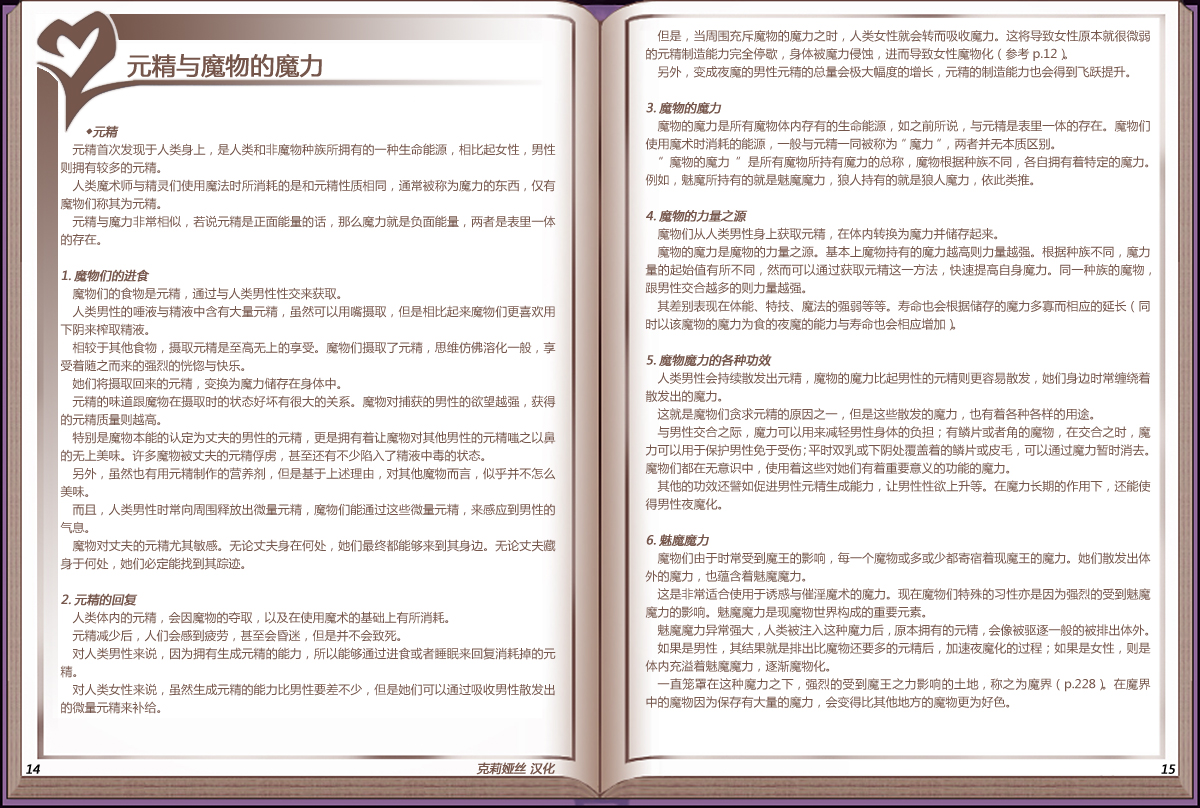 元精与魔物的魔力
◆元精
元精首次发现于人类身上，是人类和非魔物种族所拥有的一种生命能源，相比起女性，男性
则拥有较多的元精。
人类魔术师与精灵们使用魔法时所消耗的是和元精性质相同，通常被称为魔力的东西，仅有
魔物们称其为元精。
元精与魔力非常相似，若说元精是正面能量的话，那么魔力就是负面能量，两者是表里一体
的存在。
1. 魔物们的进食
魔物们的食物是元精，通过与人类男性性交来获取。
人类男性的唾液与精液中含有大量元精，虽然可以用嘴摄取，但是相比起来魔物们更喜欢用
下阴来榨取精液。
相较于其他食物，摄取元精是至高无上的享受。魔物们摄取了元精，思维仿佛溶化一般，享
受着随之而来的强烈的恍惚与快乐。
她们将摄取回来的元精，变换为魔力储存在身体中。
元精的味道跟魔物在摄取时的状态好坏有很大的关系。魔物对捕获的男性的欲望越强，获得
的元精质量则越高。
特别是魔物本能的认定为丈夫的男性的元精，更是拥有着让魔物对其他男性的元精嗤之以鼻
的无上美味。许多魔物被丈夫的元精俘虏，甚至还有不少陷入了精液中毒的状态。
另外，虽然也有用元精制作的营养剂，但是基于上述理由，对其他魔物而言，似乎并不怎么
美味。
而且，人类男性时常向周围释放出微量元精，魔物们能通过这些微量元精，来感应到男性的
气息。
魔物对丈夫的元精尤其敏感。无论丈夫身在何处，她们最终都能够来到其身边。无论丈夫藏
身于何处，她们必定能找到其踪迹。
2. 元精的回复
人类体内的元精，会因魔物的夺取，以及在使用魔术的基础上有所消耗。
元精减少后，人们会感到疲劳，甚至会昏迷，但是并不会致死。
对人类男性来说，因为拥有生成元精的能力，所以能够通过进食或者睡眠来回复消耗掉的元
精。
对人类女性来说，虽然生成元精的能力比男性要差不少，但是她们可以通过吸收男性散发出
的微量元精来补给。
14
克莉娅丝 汉化
但是，当周围充斥魔物的魔力之时，人类女性就会转而吸收魔力。这将导致女性原本就很微弱
的元精制造能力完全停歇，身体被魔力侵蚀，进而导致女性魔物化（参考 p.12）。
另外，变成夜魔的男性元精的总量会极大幅度的增长，元精的制造能力也会得到飞跃提升。
3. 魔物的魔力
魔物的魔力是所有魔物体内存有的生命能源，如之前所说，与元精是表里一体的存在。魔物们
使用魔术时消耗的能源，一般与元精一同被称为＂魔力＂，两者并无本质区别。
＂魔物的魔力＂是所有魔物所持有魔力的总称，魔物根据种族不同，各自拥有着特定的魔力。
例如，魅魔所持有的就是魅魔魔力，狼人持有的就是狼人魔力，依此类推。
4. 魔物的力量之源
魔物们从人类男性身上获取元精，在体内转换为魔力并储存起来。
魔物的魔力是魔物的力量之源。基本上魔物持有的魔力越高则力量越强。根据种族不同，魔力
量的起始值有所不同，然而可以通过获取元精这一方法，快速提高自身魔力。同一种族的魔物，
跟男性交合越多的则力量越强。
其差别表现在体能、特技、魔法的强弱等等。寿命也会根据储存的魔力多寡而相应的延长（同
时以该魔物的魔力为食的夜魔的能力与寿命也会相应增加）。
5. 魔物魔力的各种功效
人类男性会持续散发出元精，魔物的魔力比起男性的元精则更容易散发，她们身边时常缠绕着
散发出的魔力。
这就是魔物们贪求元精的原因之一，但是这些散发的魔力，也有着各种各样的用途。
与男性交合之际，魔力可以用来减轻男性身体的负担；有鳞片或者角的魔物，在交合之时，魔
力可以用于保护男性免于受伤；平时双乳或下阴处覆盖着的鳞片或皮毛，可以通过魔力暂时消去。
魔物们都在无意识中，使用着这些对她们有着重要意义的功能的魔力。
其他的功效还譬如促进男性元精生成能力，让男性性欲上升等。在魔力长期的作用下，还能使
得男性夜魔化。
6. 魅魔魔力
魔物们由于时常受到魔王的影响，每一个魔物或多或少都寄宿着现魔王的魔力。她们散发出体
外的魔力，也蕴含着魅魔魔力。
这是非常适合使用于诱惑与催淫魔术的魔力。现在魔物们特殊的习性亦是因为强烈的受到魅魔
魔力的影响。魅魔魔力是现魔物世界构成的重要元素。
魅魔魔力异常强大，人类被注入这种魔力后，原本拥有的元精，会像被驱逐一般的被排出体外。
如果是男性，其结果就是排出比魔物还要多的元精后，加速夜魔化的过程；如果是女性，则是
体内充溢着魅魔魔力，逐渐魔物化。
一直笼罩在这种魔力之下，强烈的受到魔王之力影响的土地，称之为魔界（p.228）。在魔界
中的魔物因为保存有大量的魔力，会变得比其他地方的魔物更为好色。
15